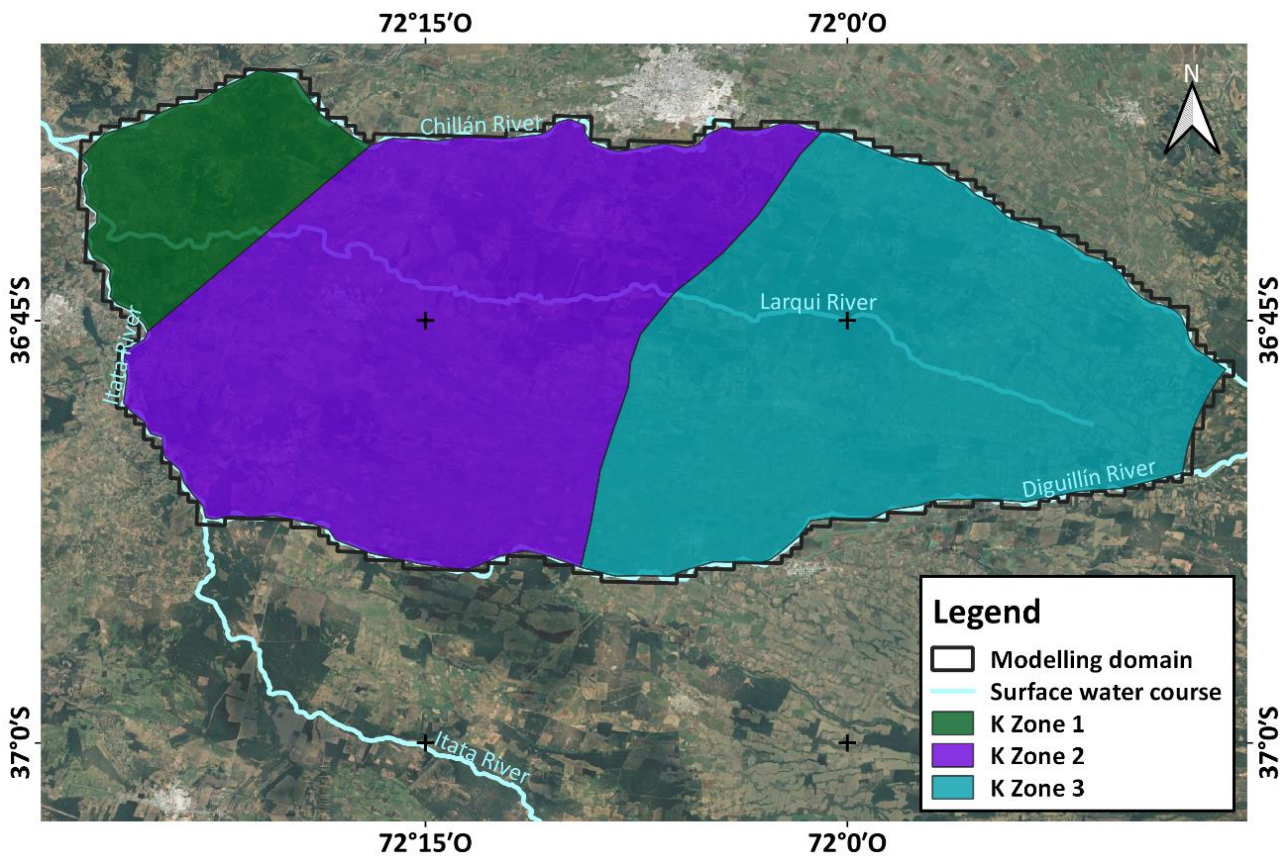 72°15′O
72°0′O
N
Chillán River
36°45′S
Larqui River
36°45′S
Itata River
Diguillín River
Legend
Modelling domain
Surface water course
K Zone 1
K Zone 2
K Zone 3
37°0′S
Itata River
37°0′S
72°15′O
72°0′O